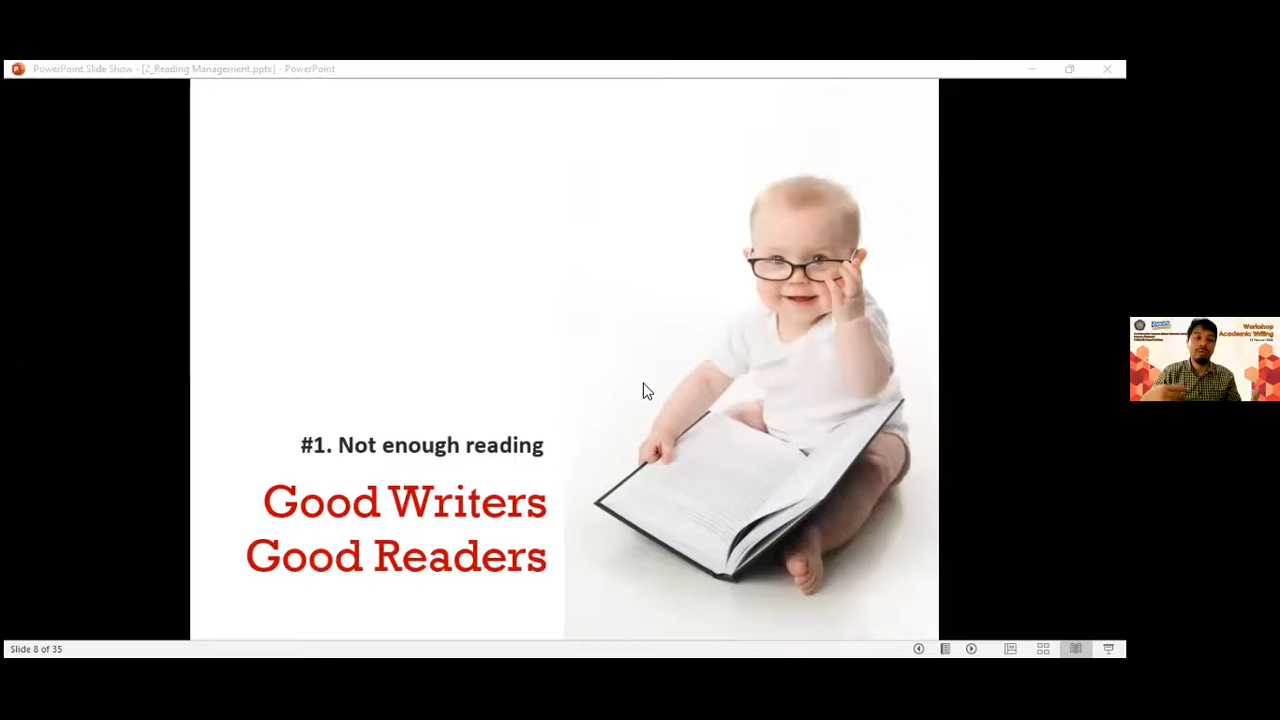 PowerPoint Slide Show - [2_Reading Management.pptx] - PowerPoint
#1. Not enough reading
Good Writers
Good Readers
Workshop
Academic Writing
Slide 8 of 35